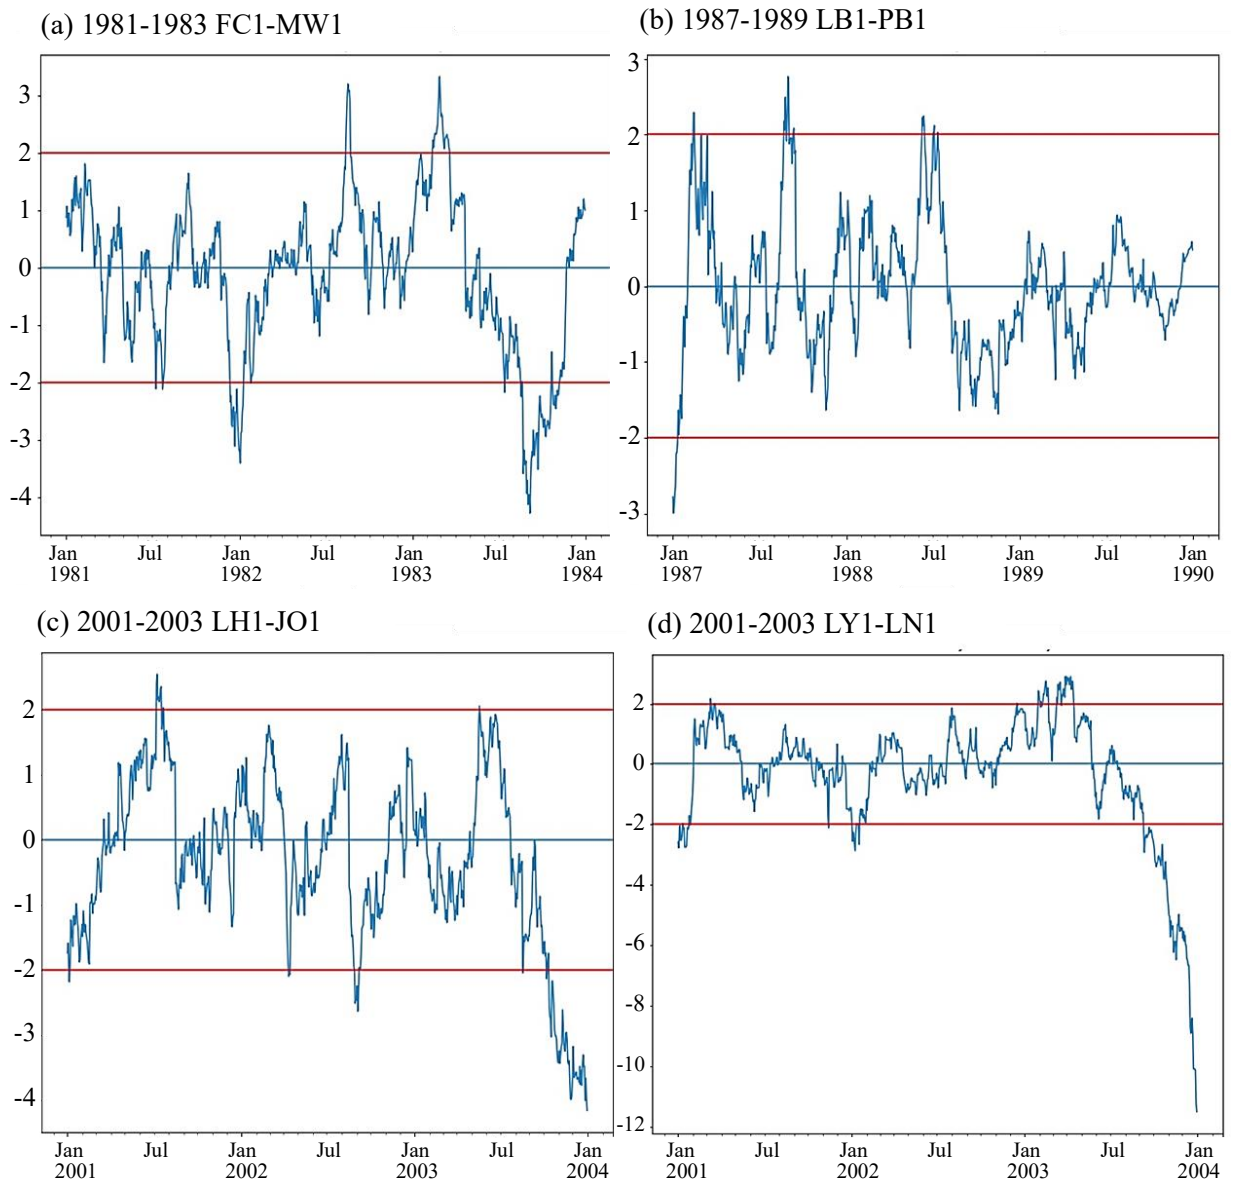 (a) 1981-1983 FC1-MW1
3
2
1
0
-1
-2
-3
-4
Jan Jul Jan Jul Jan Jul Jan
1981 1982 1983 1984
(b) 1987-1989 LB1-PB1
3
2
1
0
-1
-2
-3
Jan Jul Jan Jul Jan Jul Jan
1987 1988 1989 1990
(c) 2001-2003 LH1-JO1
2
1
0
-1
-2
-3
-4
Jan Jul Jan Jul Jan Jul Jan
2001 2002 2003 2004
(d) 2001-2003 LY1-LN1
2
0
-2
-4
-6
-8
-10
-12
Jan Jul Jan Jul Jan Jul Jan
2001 2002 2003 2004